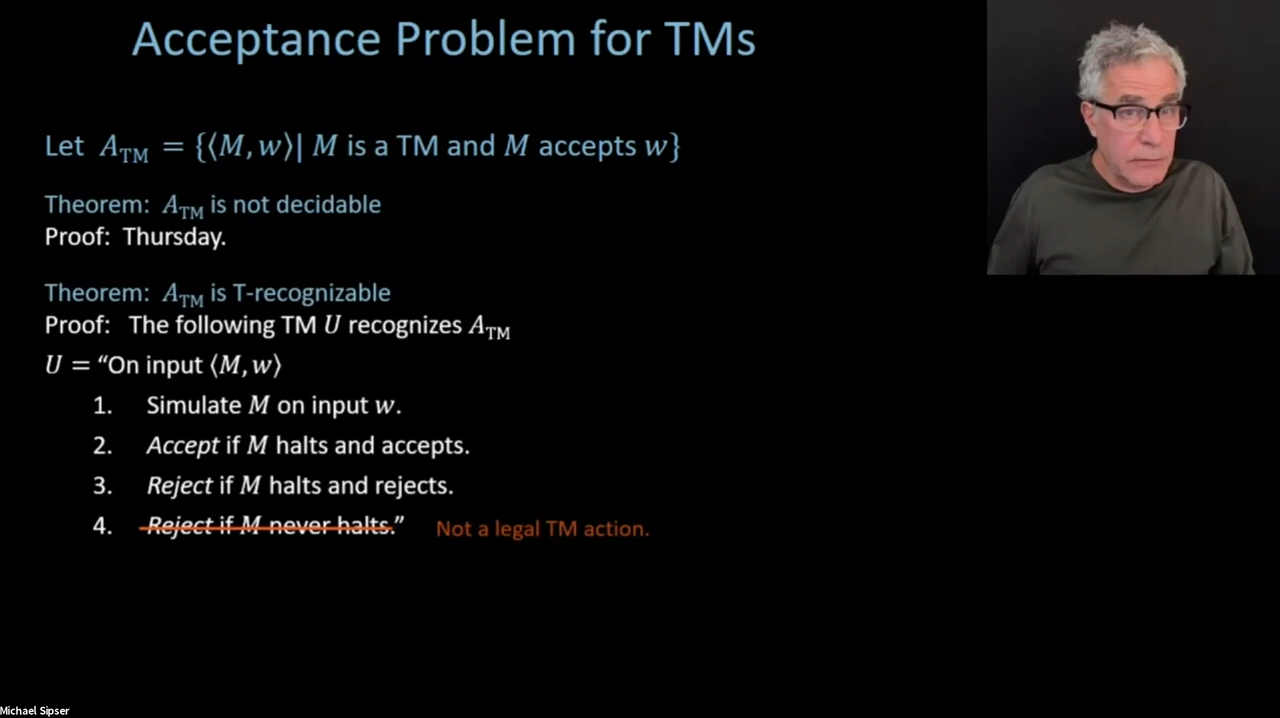 Acceptance Problem for TMs
Let A_TM = {⟨M, w⟩| M is a TM and M accepts w}
Theorem: A_TM is not decidable
Proof: Thursday.
Theorem: A_TM is T-recognizable
Proof: The following TM U recognizes A_TM
U = “On input ⟨M, w⟩
1. Simulate M on input w.
2. Accept if M halts and accepts.
3. Reject if M halts and rejects.
4. Reject if M never halts.” Not a legal TM action.
Michael Sipser